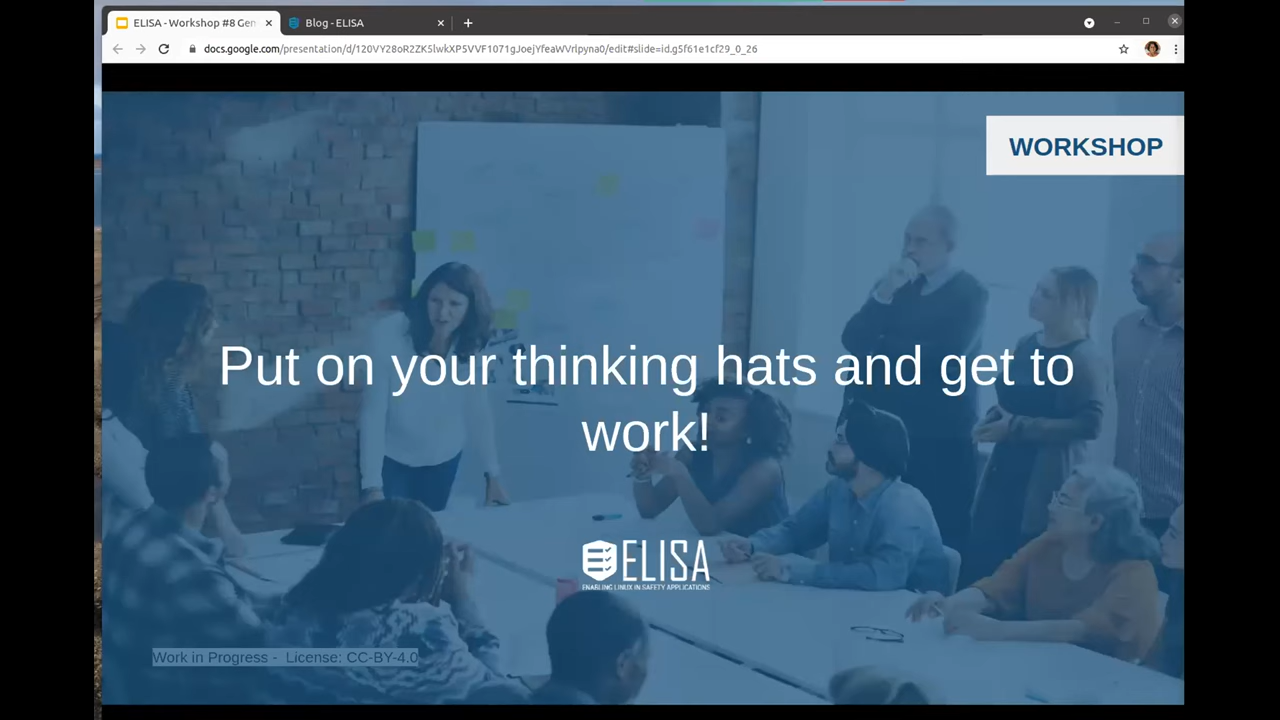 ELISA - Workshop #8 Gen
Blog - ELISA
docs.google.com/presentation/d/120VY28oR2ZK5lwkXP5VVF1071gJoejYfeaWVrlpyna0/edit#slide=id.g5f61e1cf29_0_26
WORKSHOP
Put on your thinking hats and get to
work!
ELISA
ENABLING LINUX IN SAFETY APPLICATIONS
Work in Progress - License: CC-BY-4.0